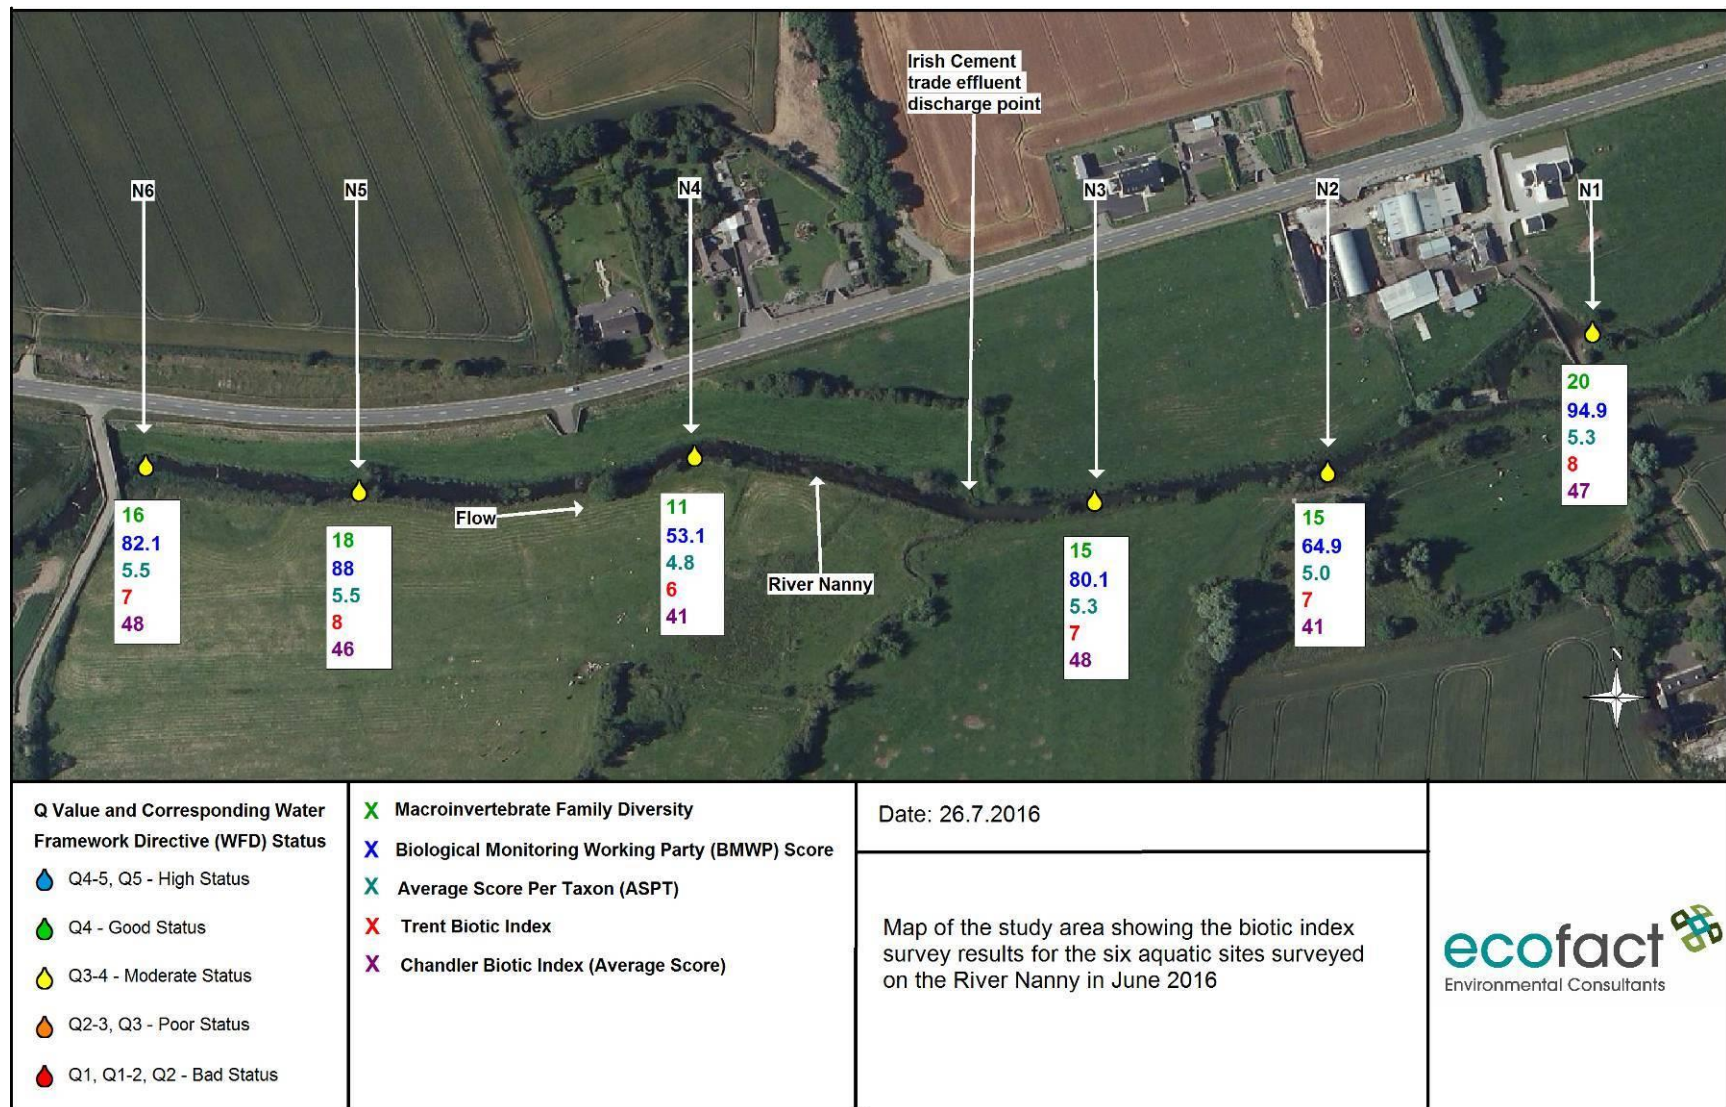 Irish Cement
trade effluent
discharge point
N6
N5
N4
N3
N2
N1
20
94.9
5.3
8
47
16
82.1
5.5
7
48
18
88
5.5
8
46
11
53.1
4.8
6
41
15
80.1
5.3
7
48
15
64.9
5.0
7
41
Flow
River Nanny
N
Q Value and Corresponding Water
Framework Directive (WFD) Status
Q4-5, Q5 - High Status
Q4 - Good Status
Q3-4 - Moderate Status
Q2-3, Q3 - Poor Status
Q1, Q1-2, Q2 - Bad Status
X Macroinvertebrate Family Diversity
X Biological Monitoring Working Party (BMWP) Score
X Average Score Per Taxon (ASPT)
X Trent Biotic Index
X Chandler Biotic Index (Average Score)
Date: 26.7.2016
Map of the study area showing the biotic index
survey results for the six aquatic sites surveyed
on the River Nanny in June 2016
ecofact
Environmental Consultants